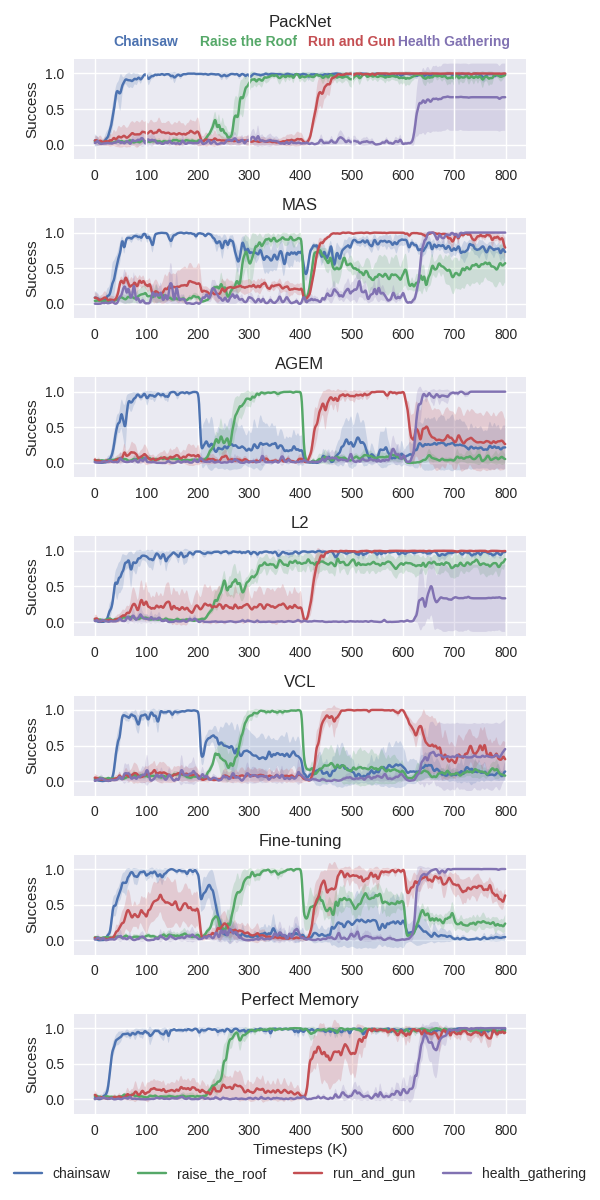 PackNet
Chainsaw Raise the Roof Run and Gun Health Gathering
Success
1.0
0.5
0.0
0 100 200 300 400 500 600 700 800
MAS
Success
1.0
0.5
0.0
0 100 200 300 400 500 600 700 800
AGEM
Success
1.0
0.5
0.0
0 100 200 300 400 500 600 700 800
L2
Success
1.0
0.5
0.0
0 100 200 300 400 500 600 700 800
VCL
Success
1.0
0.5
0.0
0 100 200 300 400 500 600 700 800
Fine-tuning
Success
1.0
0.5
0.0
0 100 200 300 400 500 600 700 800
Perfect Memory
Success
1.0
0.5
0.0
0 100 200 300 400 500 600 700 800
Timesteps (K)
chainsaw raise_the_roof run_and_gun health_gathering